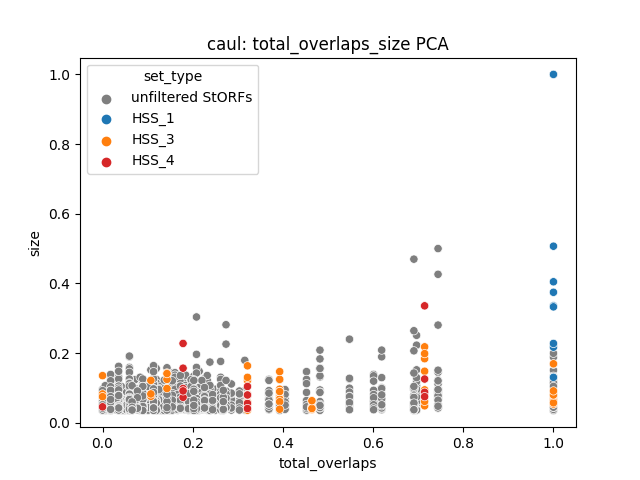 caul: total_overlaps_size PCA
set_type
unfiltered StORFs
HSS_1
HSS_3
HSS_4
1.0
0.8
0.6
0.4
0.2
0.0
size
0.0 0.2 0.4 0.6 0.8 1.0
total_overlaps